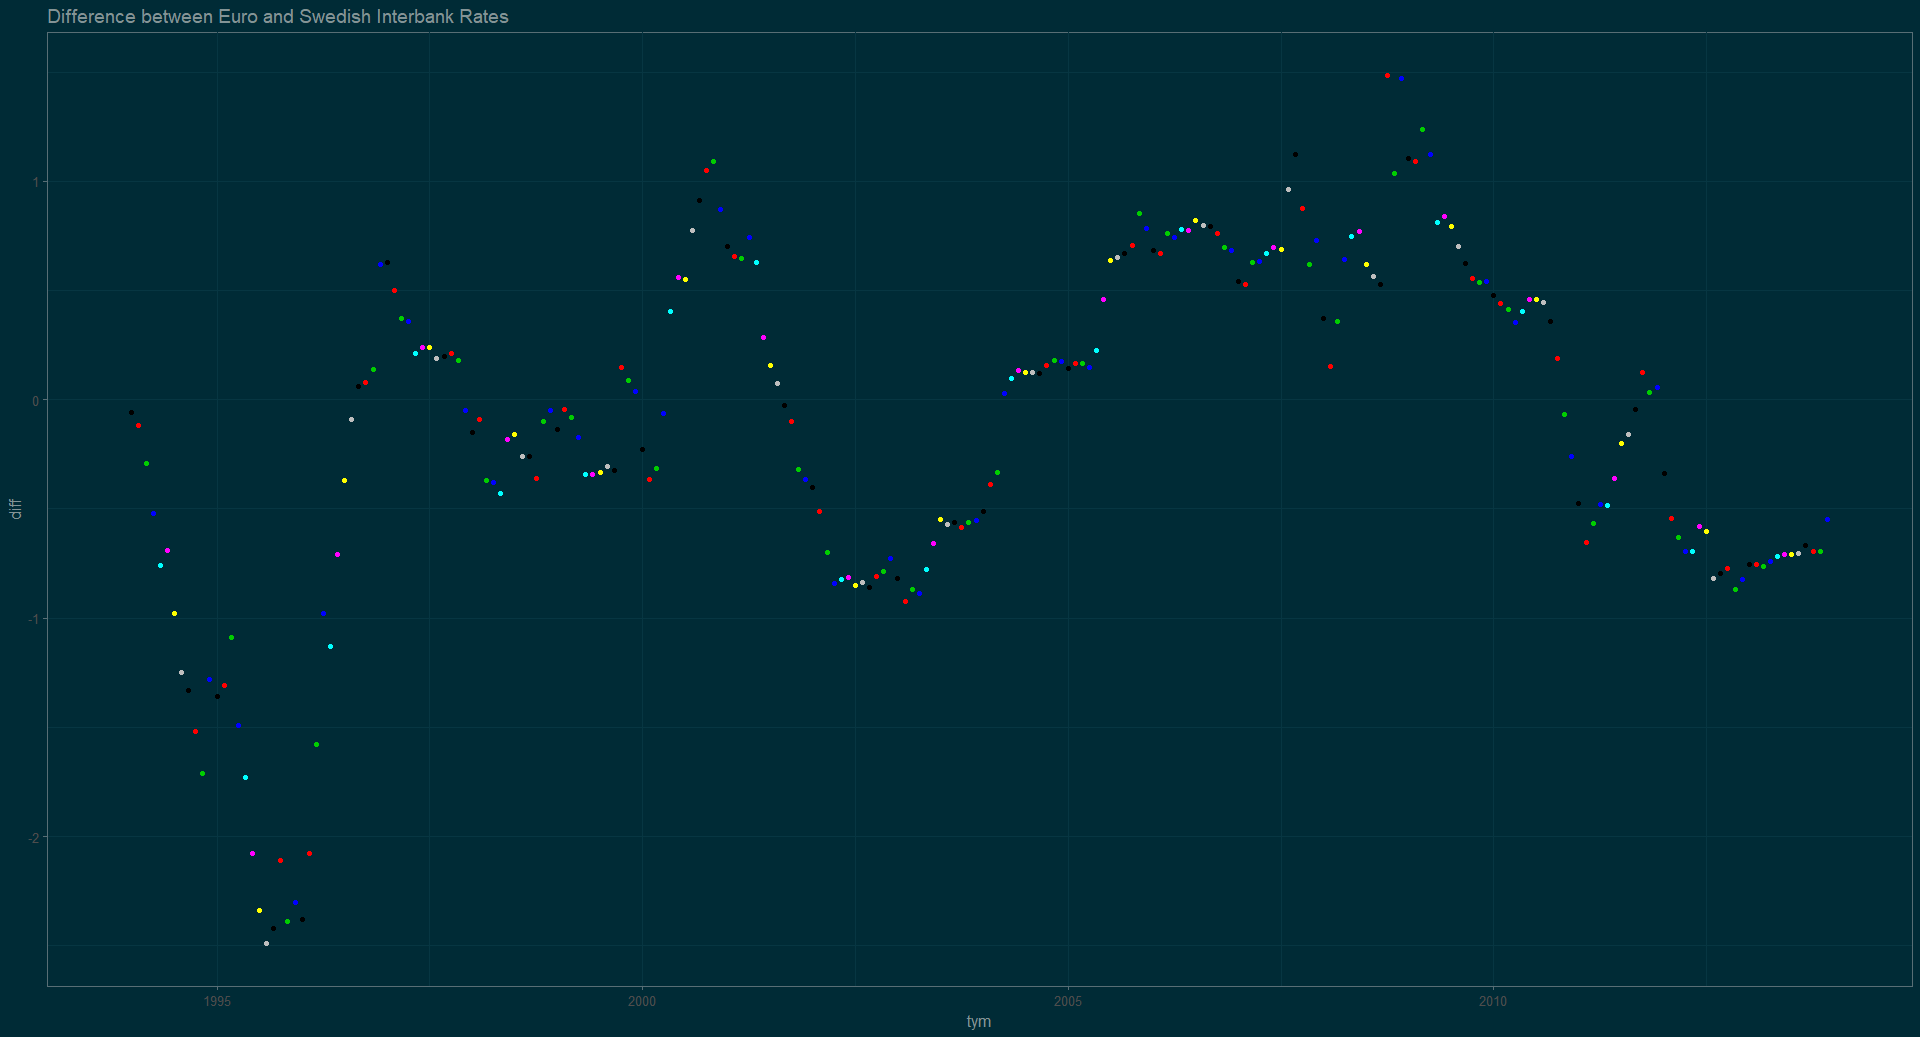 Difference between Euro and Swedish Interbank Rates
1
0
-1
-2
diff
1995 2000 2005 2010
tym